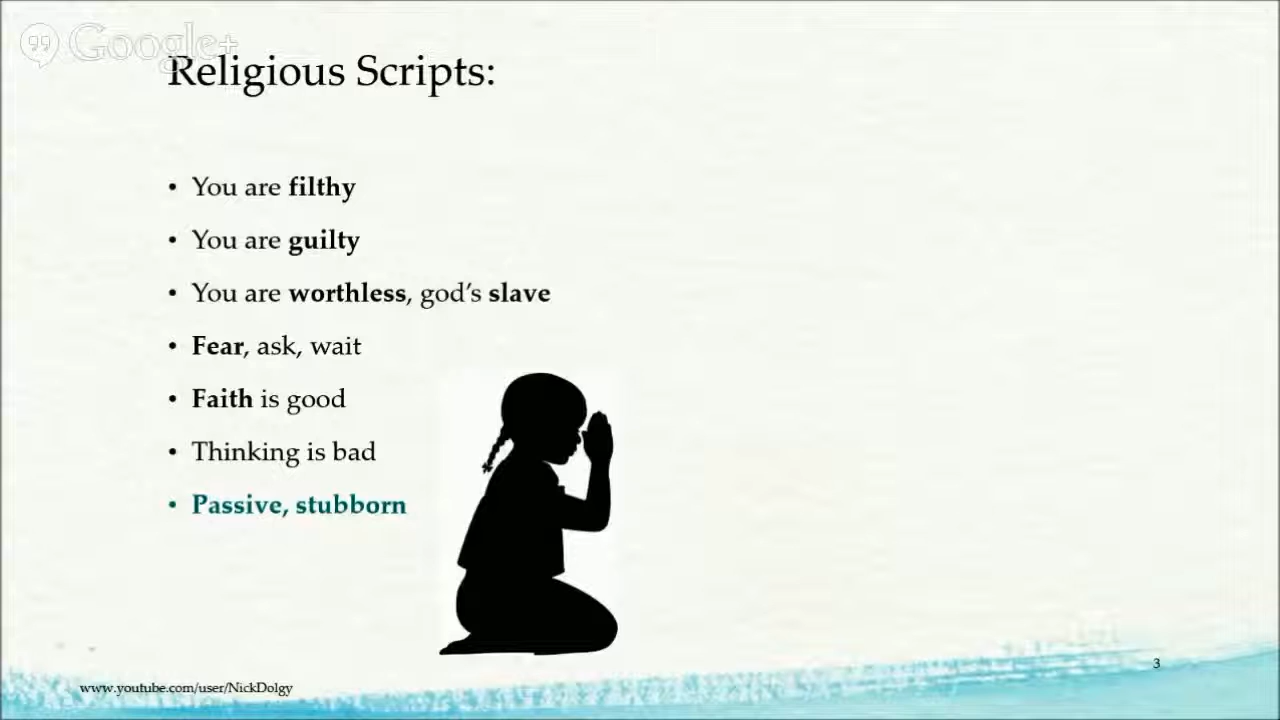 Google+
Religious Scripts:
• You are filthy
• You are guilty
• You are worthless, god's slave
• Fear, ask, wait
• Faith is good
• Thinking is bad
• Passive, stubborn
3
www.youtube.com/user/NickDolgy